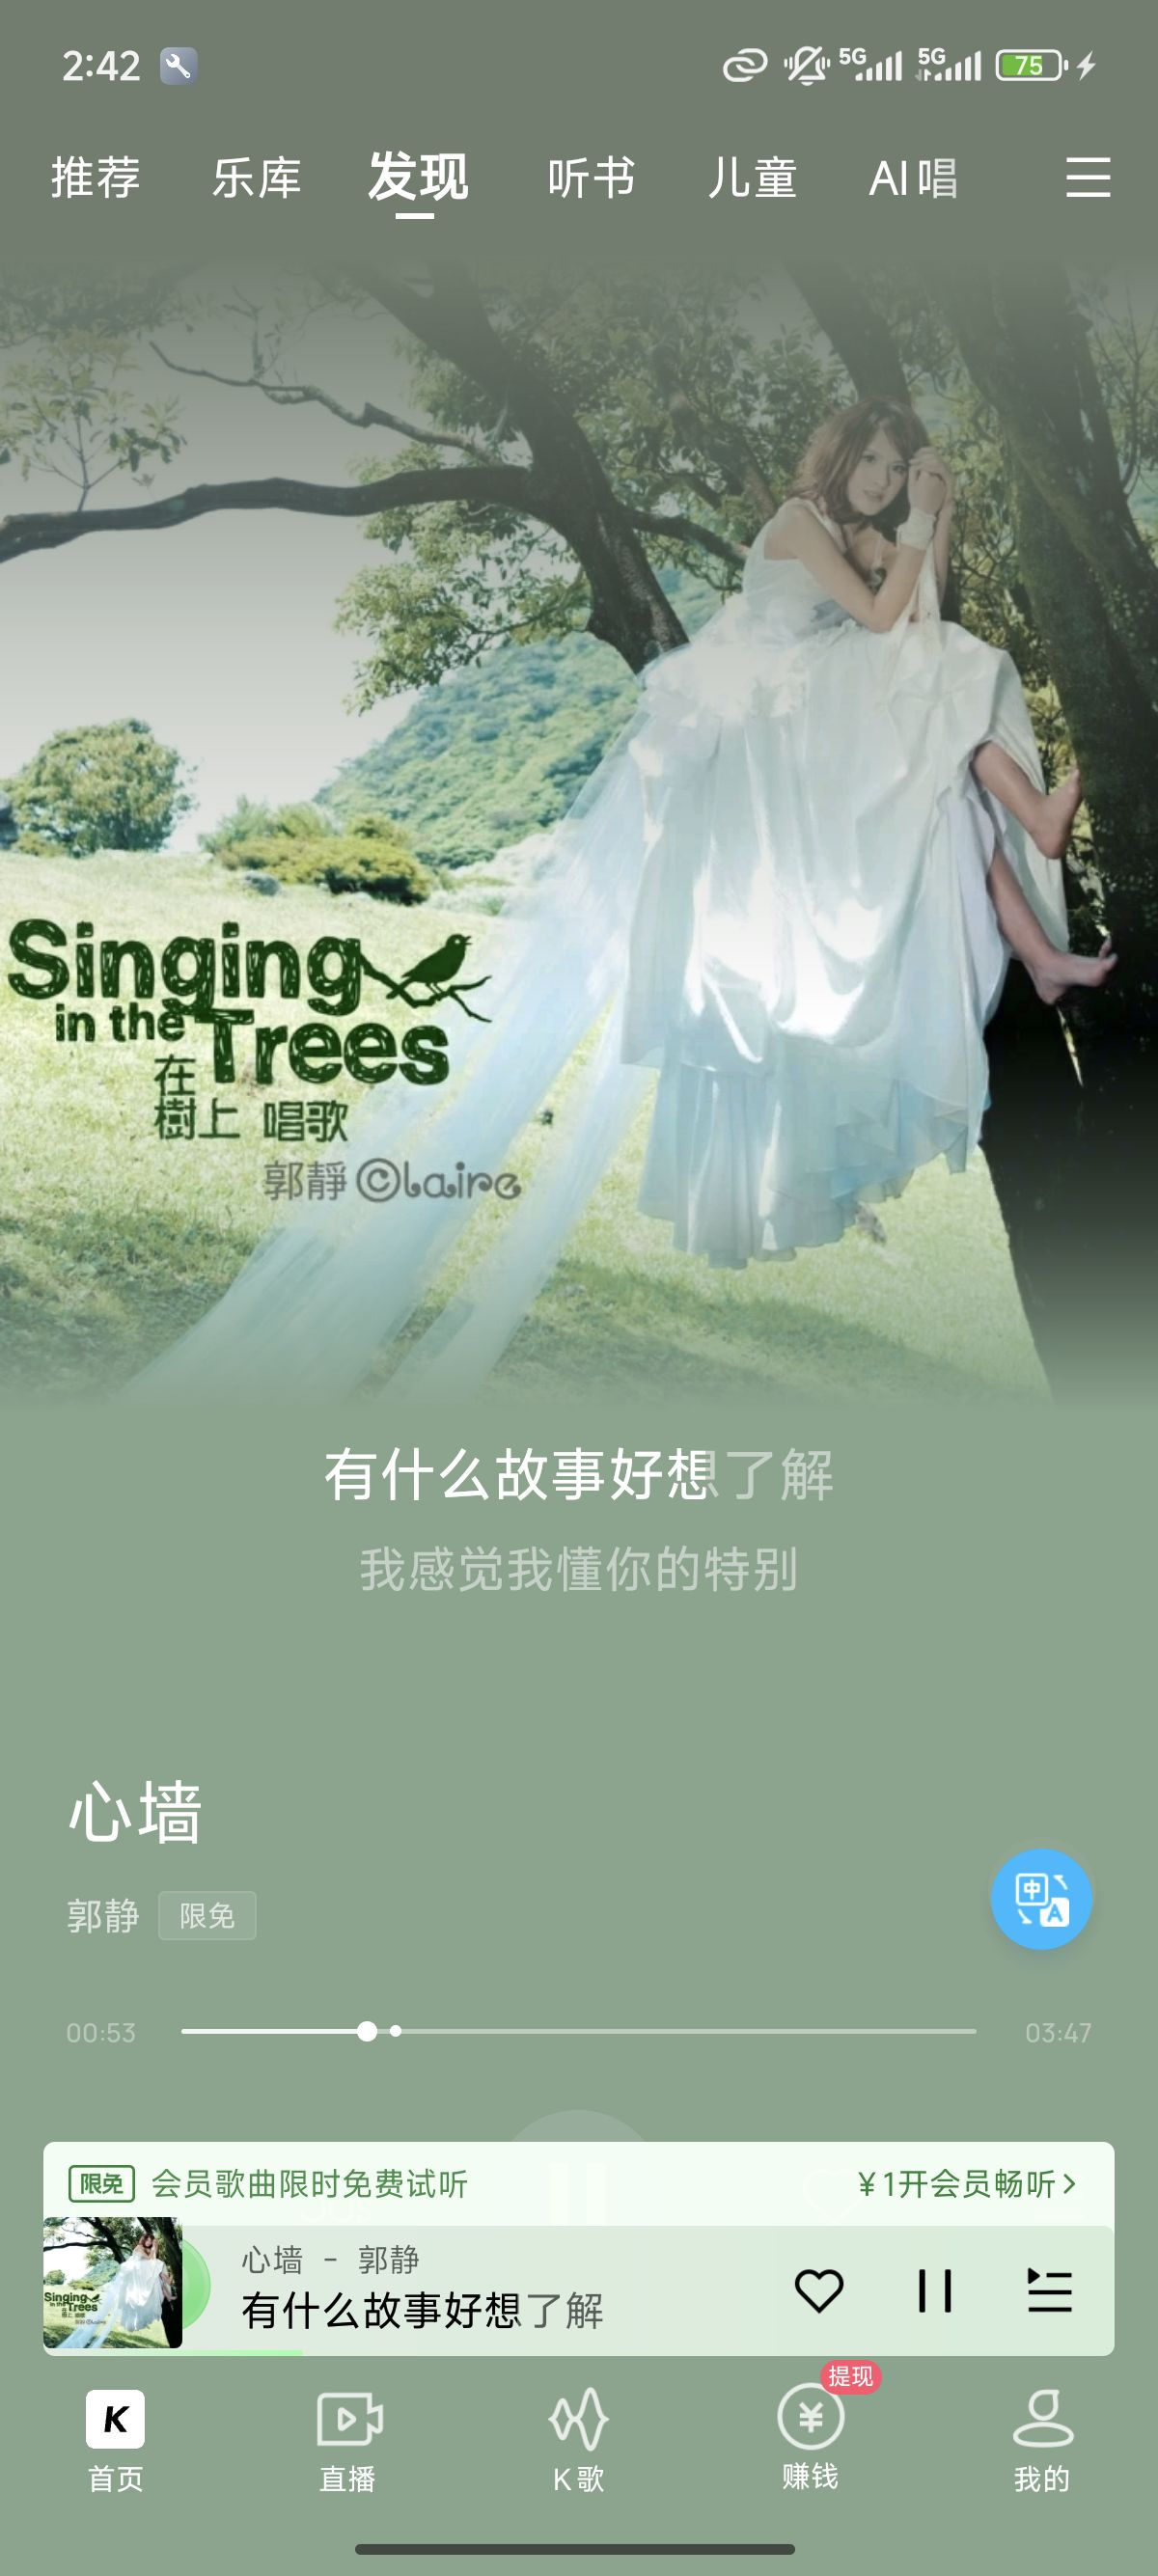 2:42 5G 5G 75
推荐 乐库 发现 听书 儿童 AI唱
Singing
in the Trees
在
樹上 唱歌
郭靜 Claire
有什么故事好想了解
我感觉我懂你的特别
心墙
郭静 限免
中 A
00:53 03:47
限免 会员歌曲限时免费试听 ¥1开会员畅听
Singing
in the Trees
心墙 - 郭静
有什么故事好想了解
提现
K ¥
首页 直播 K歌 赚钱 我的